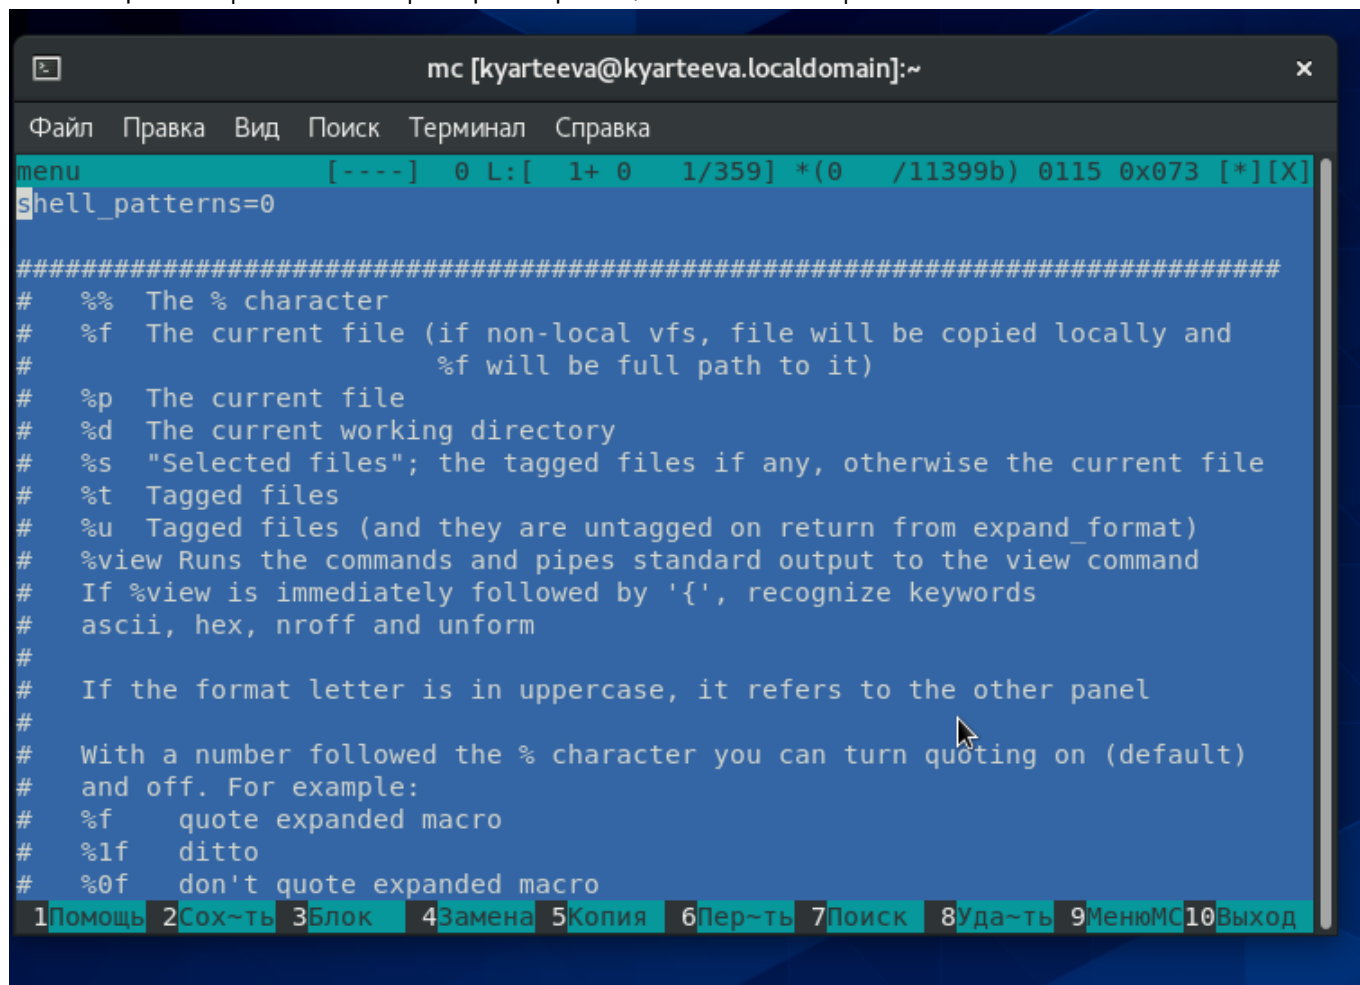 mc [kyarteeva@kyarteeva.localdomain]:~ ×
Файл Правка Вид Поиск Терминал Справка
menu [----] 0 L:[ 1+ 0 1/359] *(0 /11399b) 0115 0x073 [*][X]
shell_patterns=0
###############################################################################
# %% The % character
# %f The current file (if non-local vfs, file will be copied locally and
# %f will be full path to it)
# %p The current file
# %d The current working directory
# %s "Selected files"; the tagged files if any, otherwise the current file
# %t Tagged files
# %u Tagged files (and they are untagged on return from expand_format)
# %view Runs the commands and pipes standard output to the view command
# If %view is immediately followed by '{', recognize keywords
# ascii, hex, nroff and unform
#
# If the format letter is in uppercase, it refers to the other panel
#
# With a number followed the % character you can turn quoting on (default)
# and off. For example:
# %f quote expanded macro
# %1f ditto
# %0f don't quote expanded macro
1Помощь 2Сох~ть 3Блок 4Замена 5Копия 6Пер~ть 7Поиск 8Уда~ть 9МенюМС10Выход